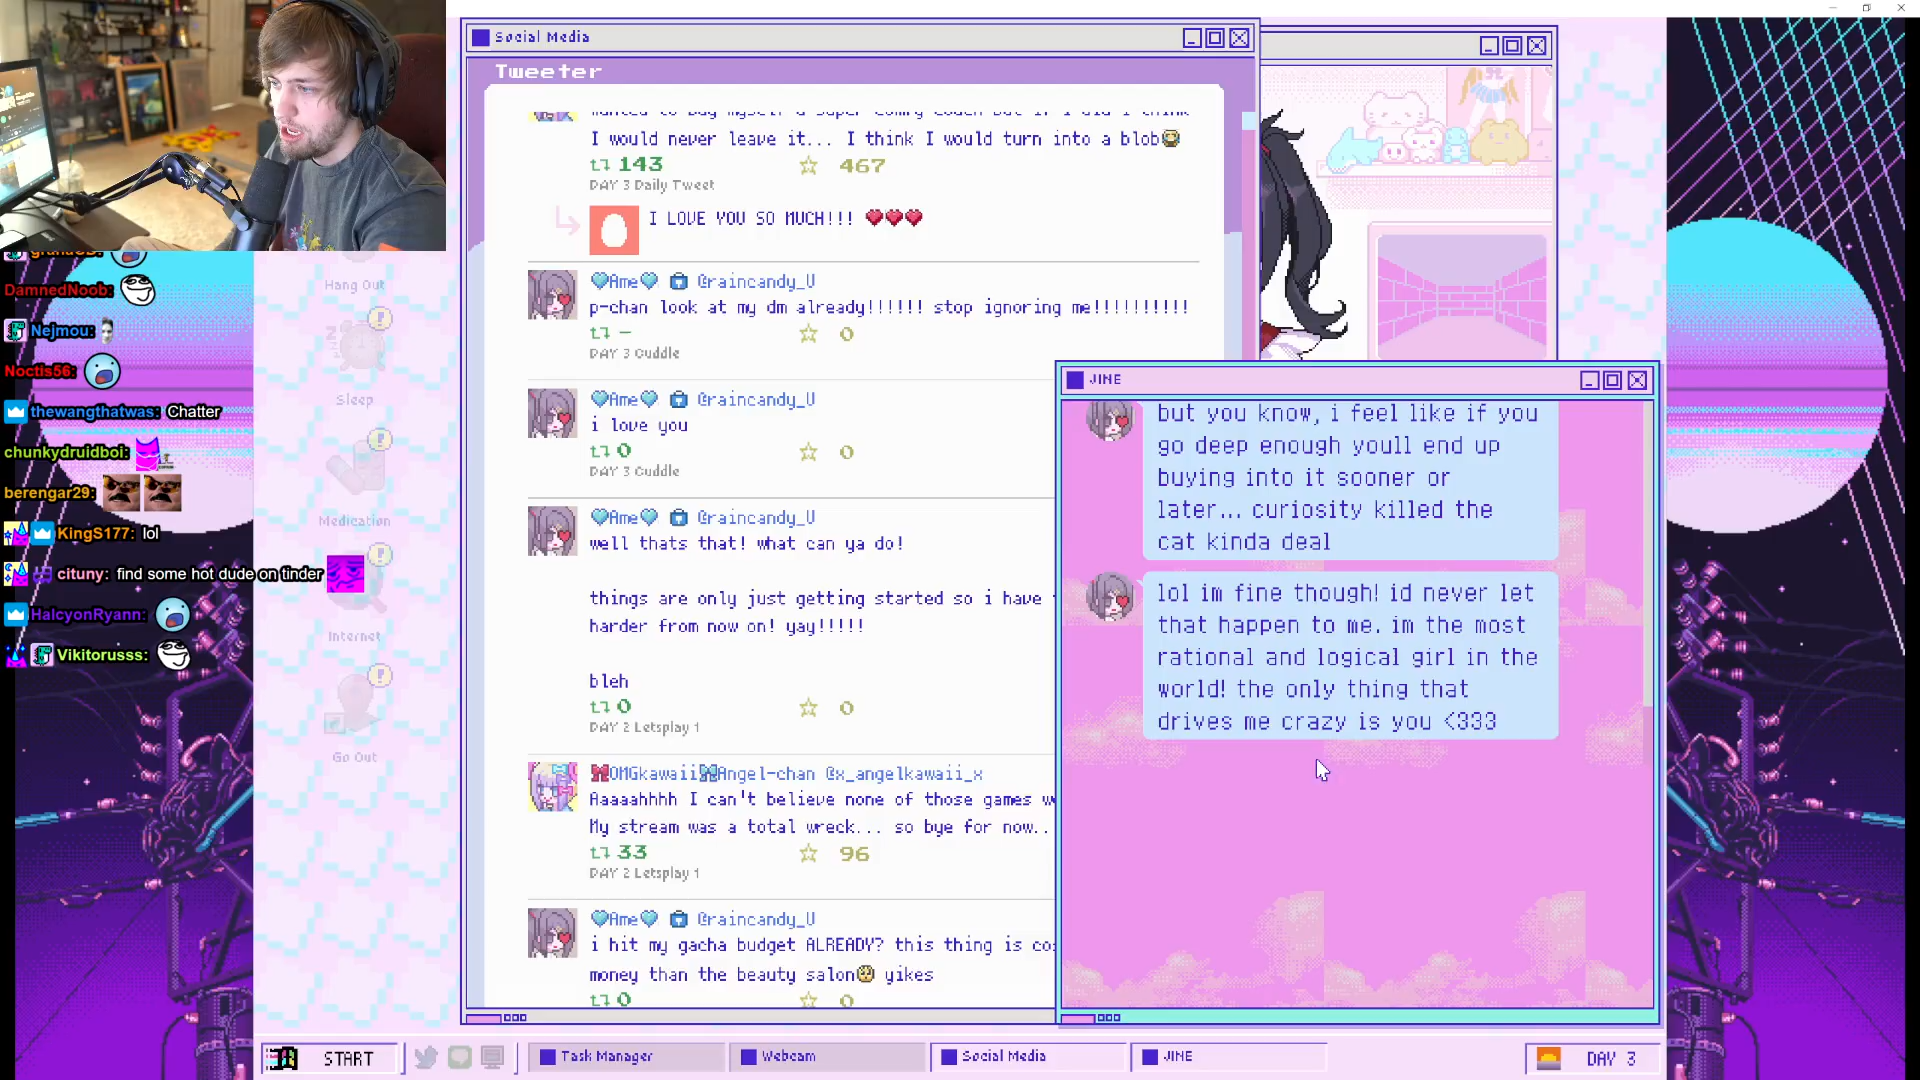 Social Media
Tweeter
I would never leave it... I think I would turn into a blob
143 467
DAY 3 Daily Tweet
I LOVE YOU SO MUCH!!!
Ame @raincandy_U
p-chan look at my dm already!!!!!! stop ignoring me!!!!!!!!!!
— 0
DAY 3 Cuddle
Ame @raincandy_U
i love you
0 0
DAY 3 Cuddle
Ame @raincandy_U
well thats that! what can ya do!
things are only just getting started so i have
harder from now on! yay!!!!!
bleh
0 0
DAY 2 Letsplay 1
OMGkawaii Angel-chan @x_angelkawaii_x
Aaaaahhhh I can't believe none of those games
My stream was a total wreck... so bye for now..
33 96
DAY 2 Letsplay 1
Ame @raincandy_U
i hit my gacha budget ALREADY? this thing is
money than the beauty salon yikes
0 0
JINE
but you know, i feel like if you
go deep enough youll end up
buying into it sooner or
later... curiosity killed the
cat kinda deal
lol im fine though! id never let
that happen to me. im the most
rational and logical girl in the
world! the only thing that
drives me crazy is you <333
DamnedNoob:
Nejmou:
Noctis56:
thewangthatwas: Chatter
chunkydruidboi:
berengar29:
KingS177: lol
cituny: find some hot dude on tinder
HalcyonRyann:
Vikitorusss:
Hang Out
Sleep
Medication
Internet
Go Out
START
Task Manager
Webcam
Social Media
JINE
DAY 3